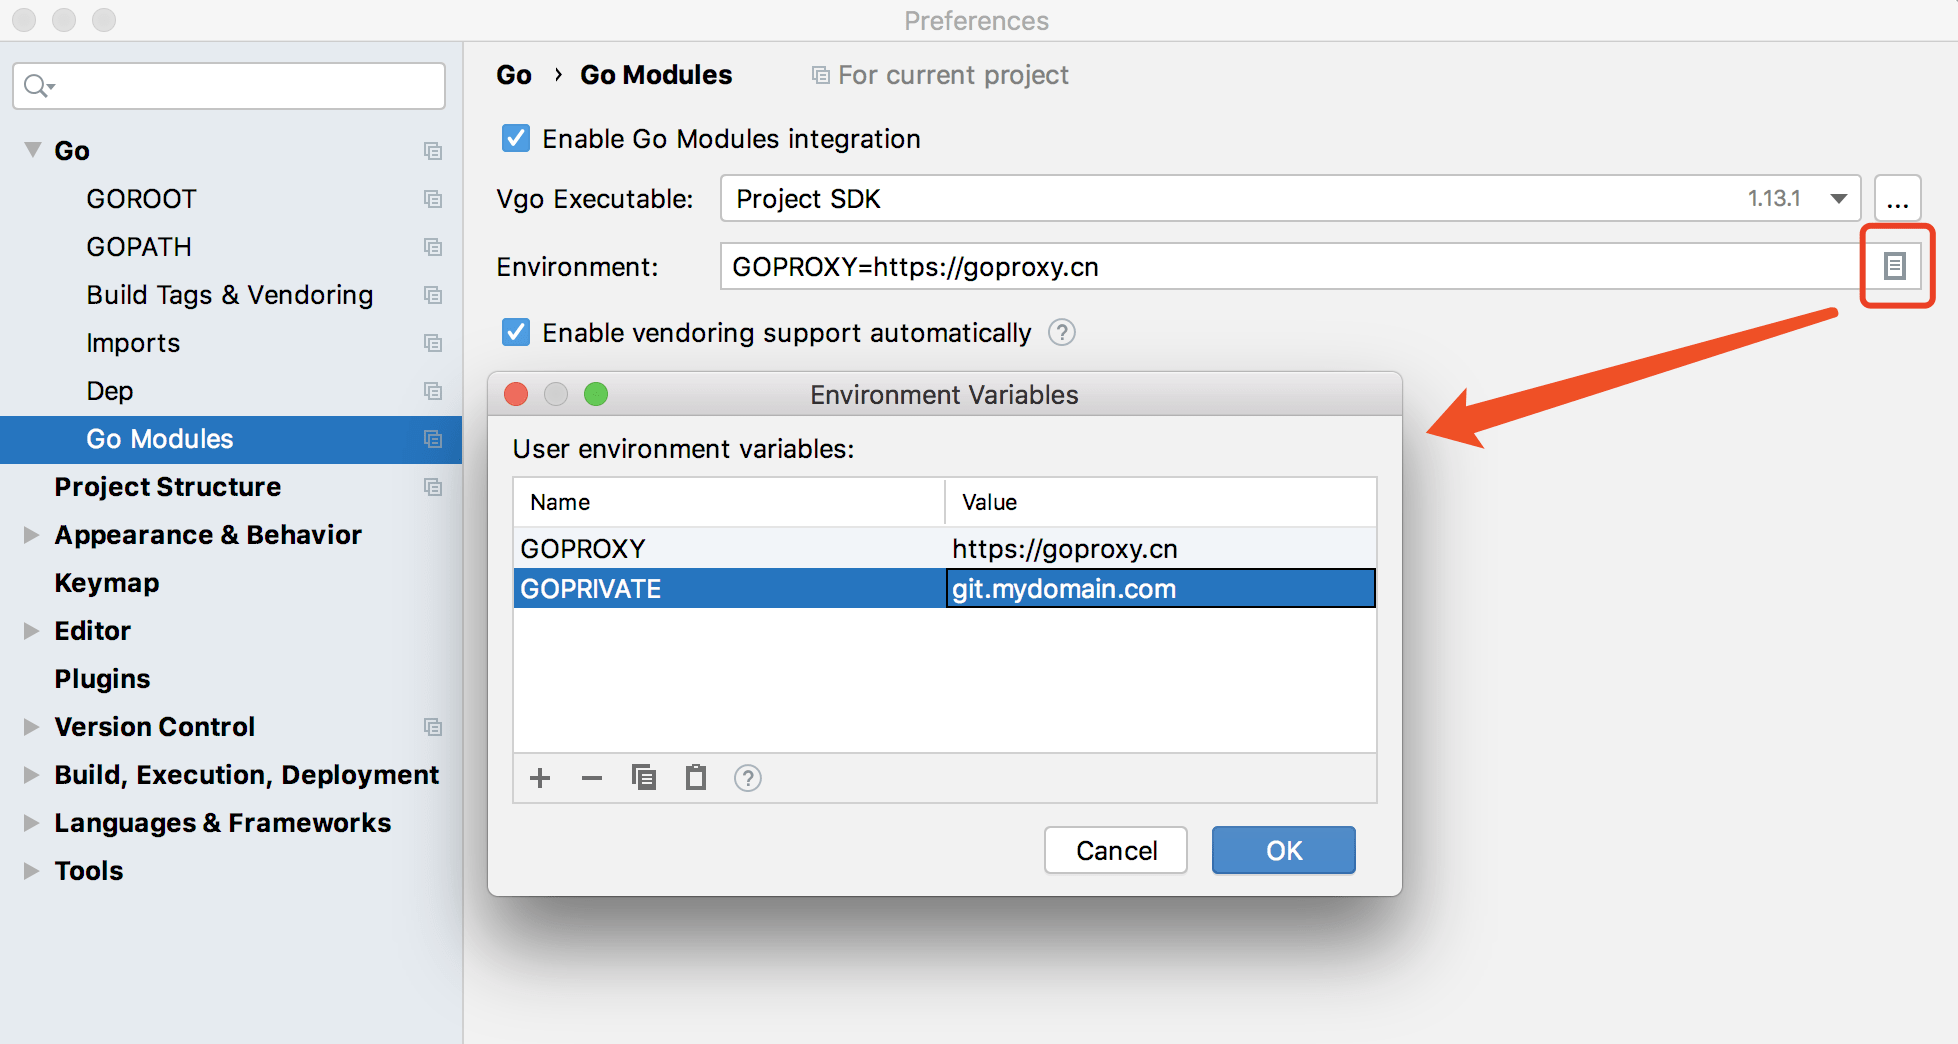 Preferences
Go › Go Modules For current project
Go
GOROOT
GOPATH
Build Tags & Vendoring
Imports
Dep
Go Modules
Project Structure
Appearance & Behavior
Keymap
Editor
Plugins
Version Control
Build, Execution, Deployment
Languages & Frameworks
Tools
Enable Go Modules integration
Vgo Executable: Project SDK 1.13.1 ...
Environment: GOPROXY=https://goproxy.cn
Enable vendoring support automatically ?
Environment Variables
User environment variables:
Name Value
GOPROXY https://goproxy.cn
GOPRIVATE git.mydomain.com
?
Cancel OK